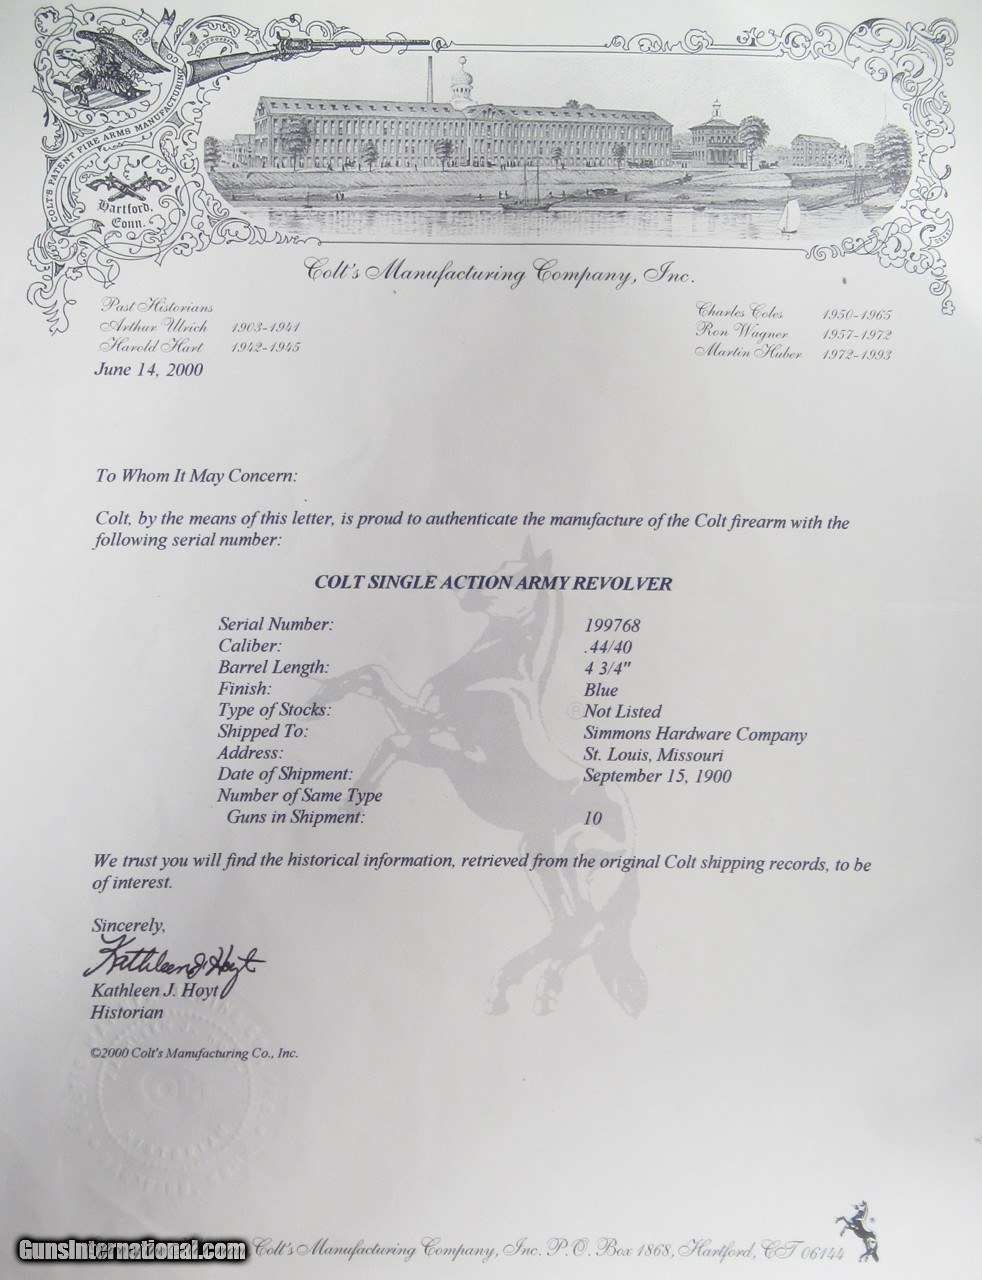 COLT'S PATENT FIRE ARMS MANUFACTURING CO
Hartford,
Conn.
Colt's Manufacturing Company, Inc.
Past Historians
Arthur Ulrich 1903-1941
Harold Hart 1942-1945
Charles Coles 1950-1965
Ron Wagner 1957-1972
Martin Huber 1972-1993
June 14, 2000
To Whom It May Concern:
Colt, by the means of this letter, is proud to authenticate the manufacture of the Colt firearm with the
following serial number:
COLT SINGLE ACTION ARMY REVOLVER
Serial Number: 199768
Caliber: .44/40
Barrel Length: 4 3/4"
Finish: Blue
Type of Stocks: Not Listed
Shipped To: Simmons Hardware Company
Address: St. Louis, Missouri
Date of Shipment: September 15, 1900
Number of Same Type
Guns in Shipment: 10
®
We trust you will find the historical information, retrieved from the original Colt shipping records, to be
of interest.
Sincerely,
Kathleen J. Hoyt
Kathleen J. Hoyt
Historian
©2000 Colt's Manufacturing Co., Inc.
GunsInternational.com
Colt's Manufacturing Company, Inc. P.O. Box 1868, Hartford, CT 06144